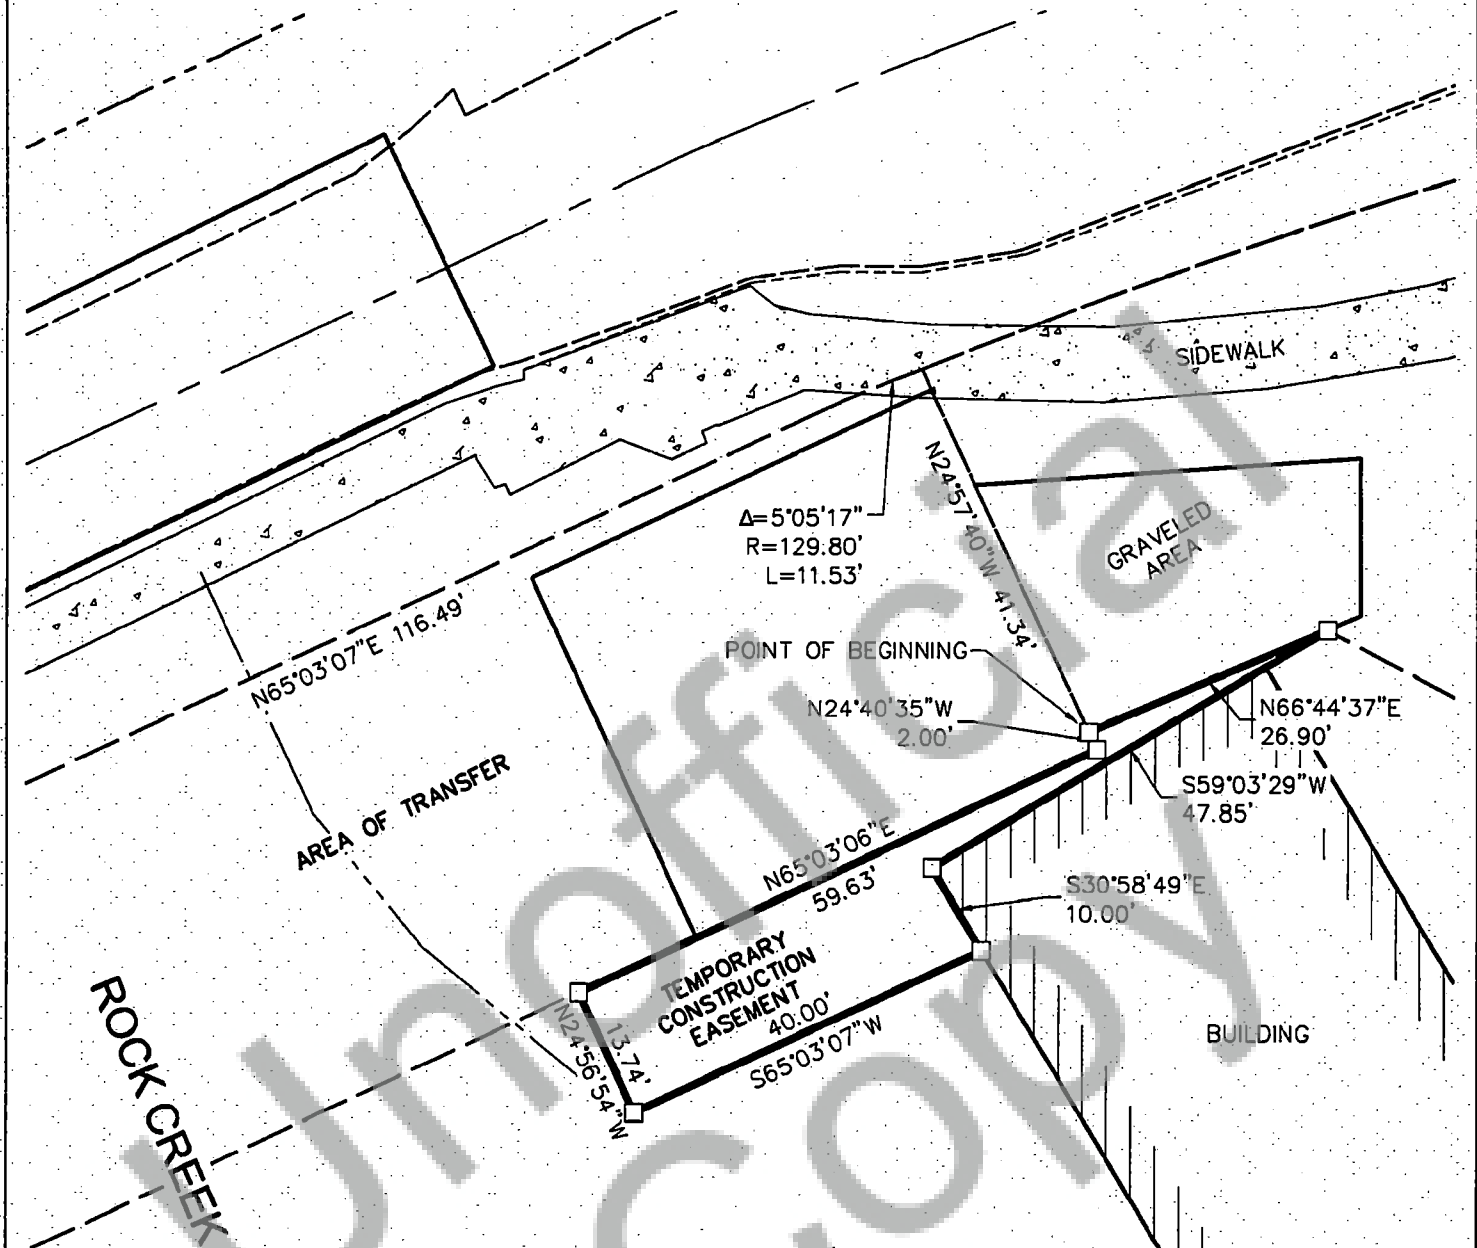 SIDEWALK
N24°57'40"W 41.34'
Δ=5°05'17"
R=129.80'
L=11.53'
GRAVELED
AREA
N65°03'07"E 116.49'
POINT OF BEGINNING
N24°40'35"W
2.00'
N66°44'37"E
26.90'
S59°03'29"W
47.85'
AREA OF TRANSFER
N65°03'06"E
59.63'
S30°58'49"E
10.00'
TEMPORARY
CONSTRUCTION
EASEMENT
40.00'
S65°03'07"W
13.74'
N24°56'54"W
BUILDING
ROCK CREEK
Unofficial
Copy